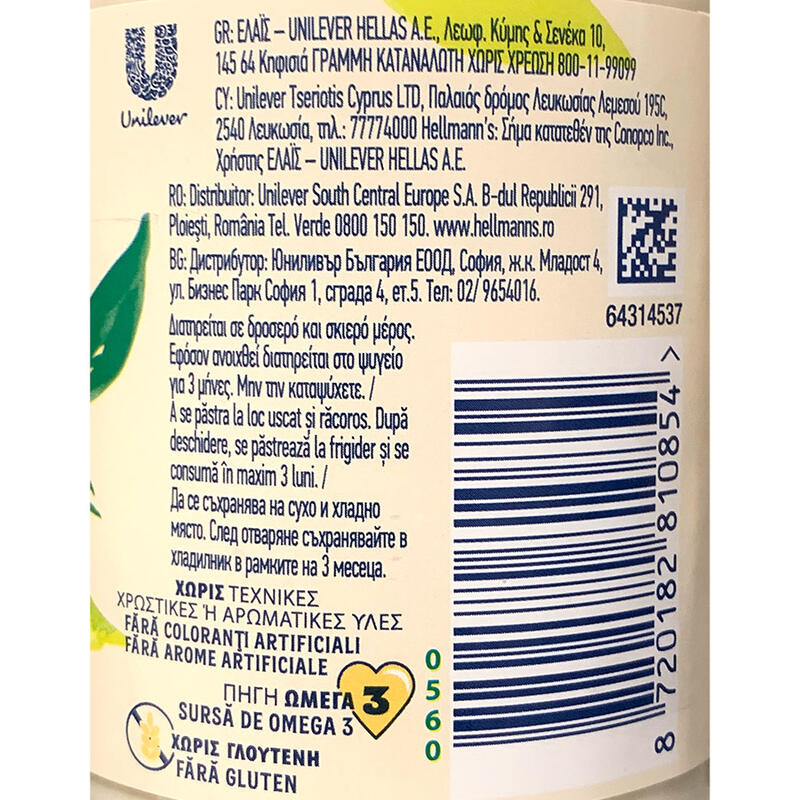 Unilever
GR: ΕΛΑΪΣ – UNILEVER HELLAS A.E., Λεωφ. Κύμης & Σενέκα 10,
145 64 Κηφισιά ΓΡΑΜΜΗ ΚΑΤΑΝΑΛΩΤΗ ΧΩΡΙΣ ΧΡΕΩΣΗ 800-11-99099
CY: Unilever Tseriotis Cyprus LTD, Παλαιός δρόμος Λευκωσίας Λεμεσού 195C,
2540 Λευκωσία, τηλ.: 77774000 Hellmann's: Σήμα κατατεθέν της Conopco Inc.,
Χρήστης ΕΛΑΪΣ – UNILEVER HELLAS A.E.
RO: Distribuitor: Unilever South Central Europe S.A. B-dul Republicii 291,
Ploiești, România Tel. Verde 0800 150 150. www.hellmanns.ro
BG: Дистрибутор: Юниливър България ЕООД, София, ж.к. Младост 4,
ул. Бизнес Парк София 1, сграда 4, ет.5. Тел: 02/ 9654016.
64314537
Διατηρείται σε δροσερό και σκιερό μέρος.
Εφόσον ανοιχθεί διατηρείται στο ψυγείο
για 3 μήνες. Μην την καταψύχετε. /
A se păstra la loc uscat și răcoros. După
deschidere, se păstrează la frigider și se
consumă în maxim 3 luni. /
Да се съхранява на сухо и хладно
място. След отваряне съхранявайте в
хладилник в рамките на 3 месеца.
ΧΩΡΙΣ ΤΕΧΝΙΚΕΣ
ΧΡΩΣΤΙΚΕΣ Ή ΑΡΩΜΑΤΙΚΕΣ ΥΛΕΣ
FĂRĂ COLORANȚI ARTIFICIALI
FĂRĂ AROME ARTIFICIALE
ΠΗΓΗ ΩΜΕΓΑ 3
SURSĂ DE OMEGA 3
ΧΩΡΙΣ ΓΛΟΥΤΕΝΗ
FĂRĂ GLUTEN
0560
8 720182 810854 >